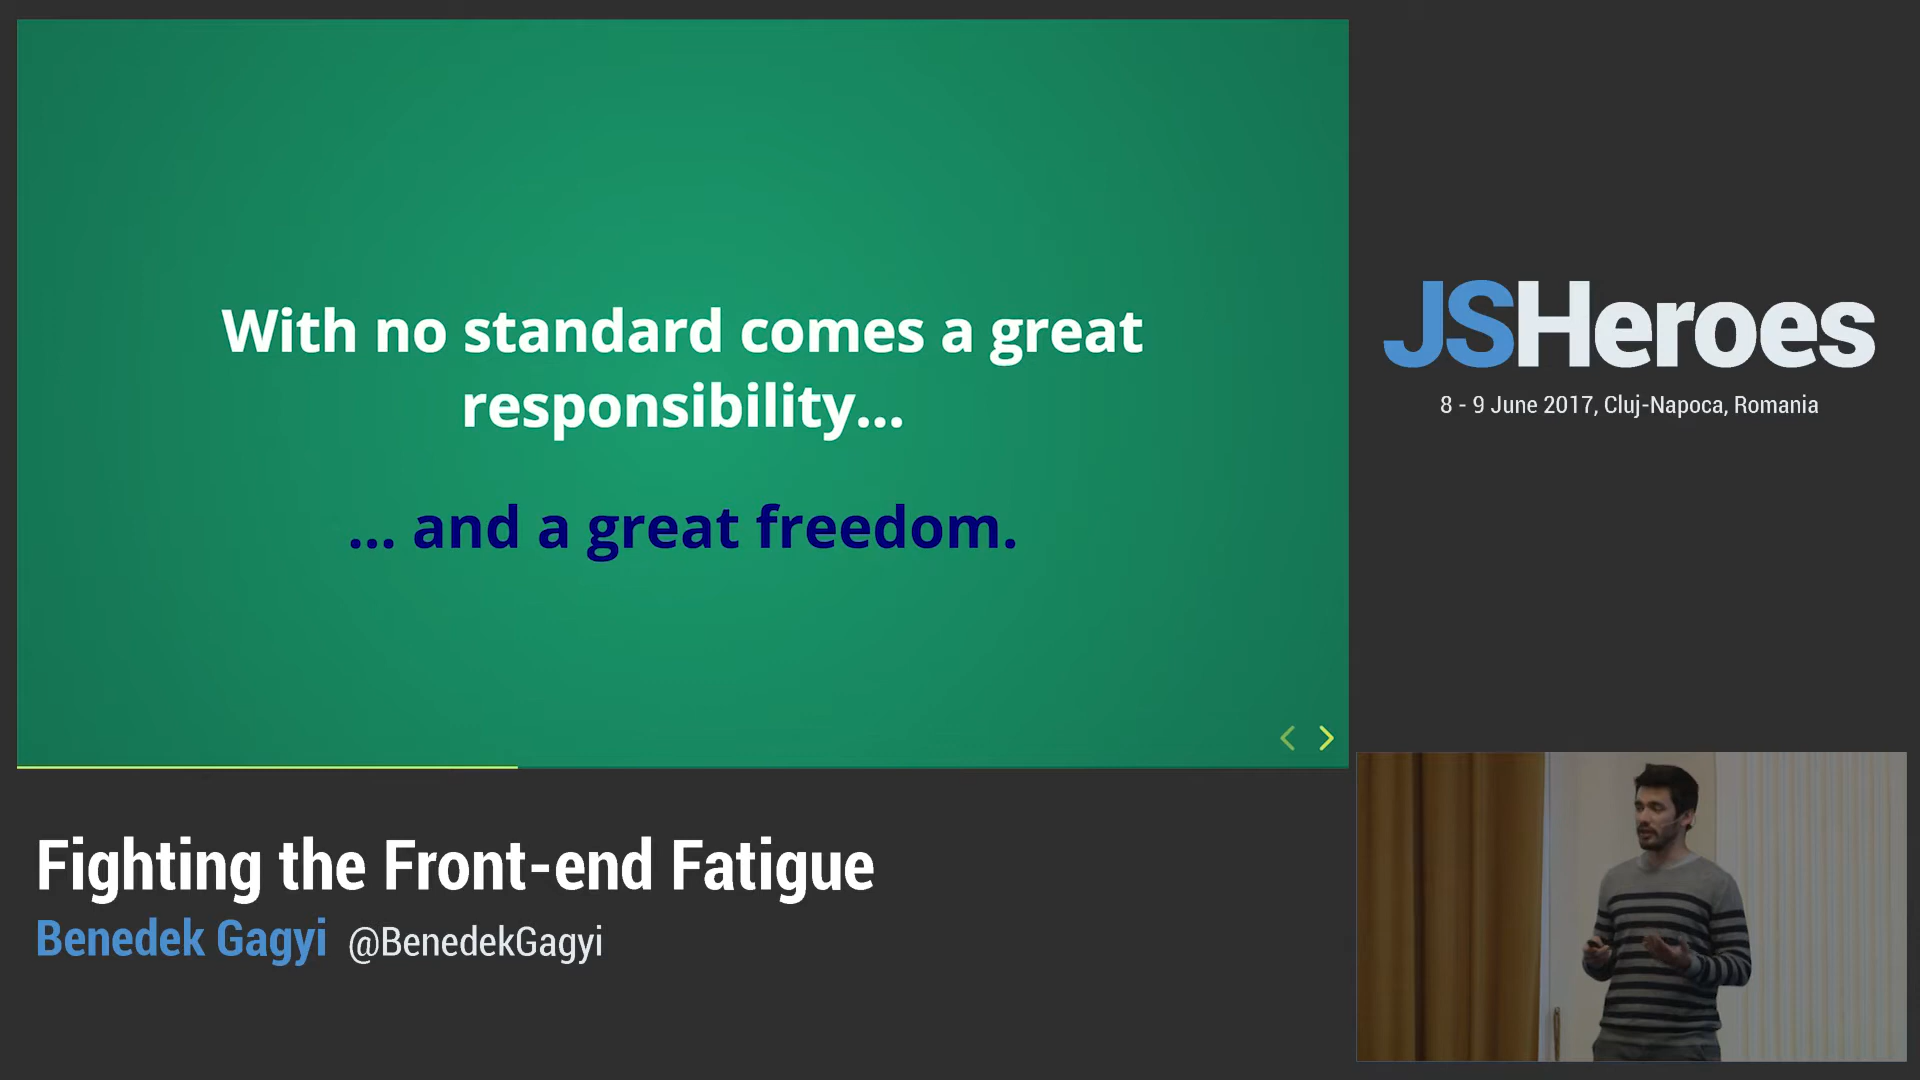 With no standard comes a great
responsibility...
... and a great freedom.
JSHeroes
8 - 9 June 2017, Cluj-Napoca, Romania
Fighting the Front-end Fatigue
Benedek Gagyi @BenedekGagyi